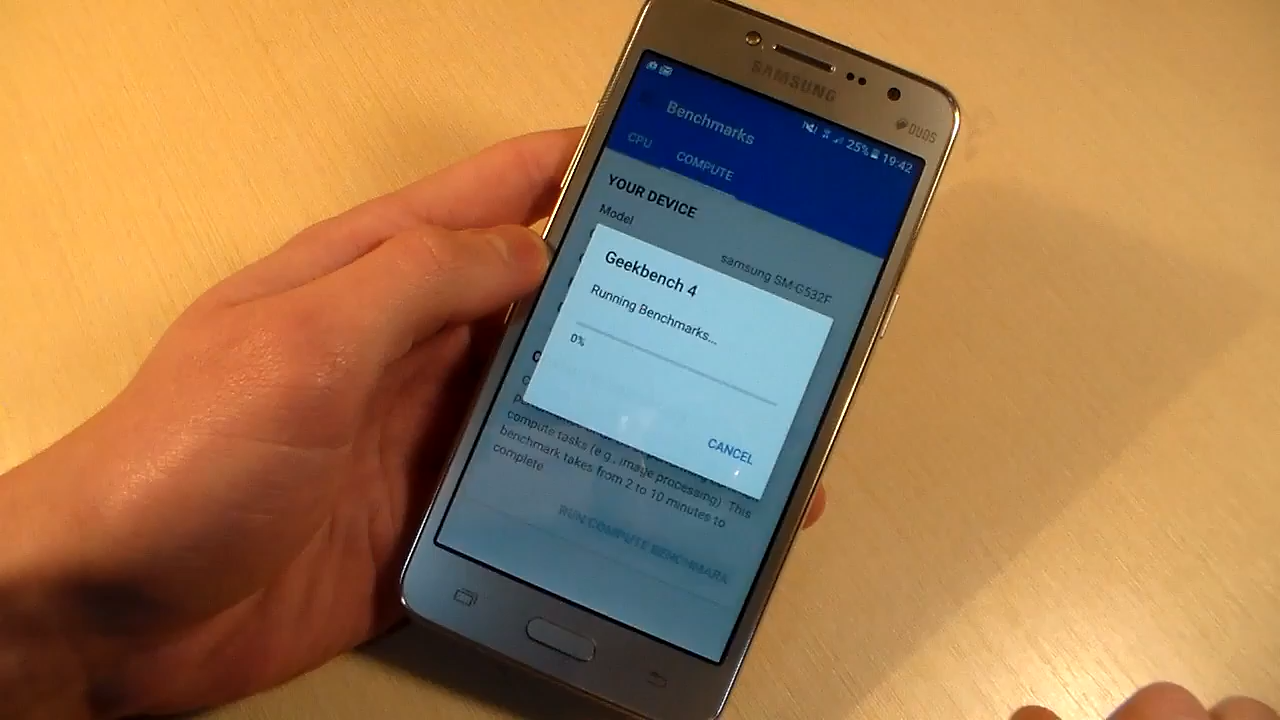 SAMSUNG
DUOS
25% 19:42
Benchmarks
CPU COMPUTE
YOUR DEVICE
Model
samsung SM-G532F
Geekbench 4
Running Benchmarks...
0%
CANCEL
compute tasks (e.g., image processing). This
benchmark takes from 2 to 10 minutes to
complete.
RUN COMPUTE BENCHMARK